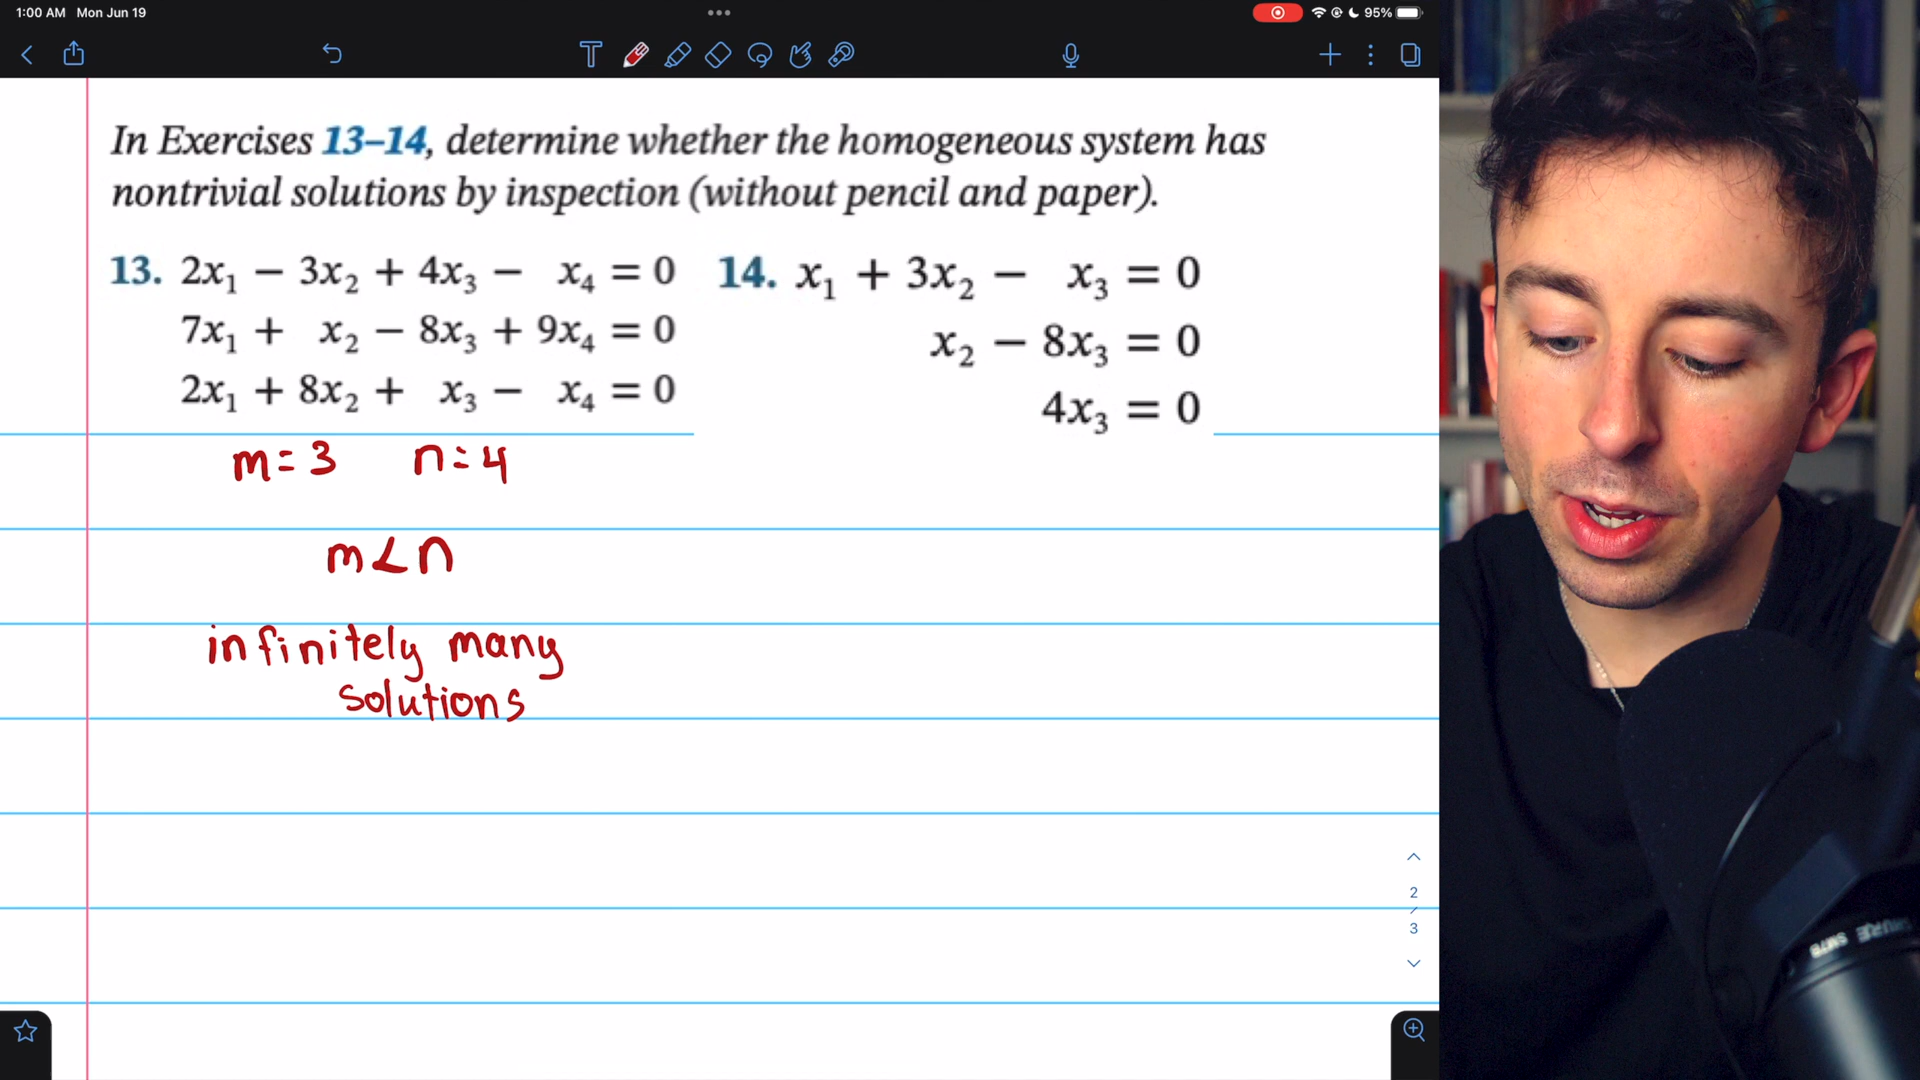 1:00 AM Mon Jun 19
95%
In Exercises 13–14, determine whether the homogeneous system has
nontrivial solutions by inspection (without pencil and paper).
13. 2x₁ − 3x₂ + 4x₃ − x₄ = 0
7x₁ + x₂ − 8x₃ + 9x₄ = 0
2x₁ + 8x₂ + x₃ − x₄ = 0
14. x₁ + 3x₂ − x₃ = 0
x₂ − 8x₃ = 0
4x₃ = 0
m=3 n=4
m<n
infinitely many
solutions
2
/
3
SHURE SM7B